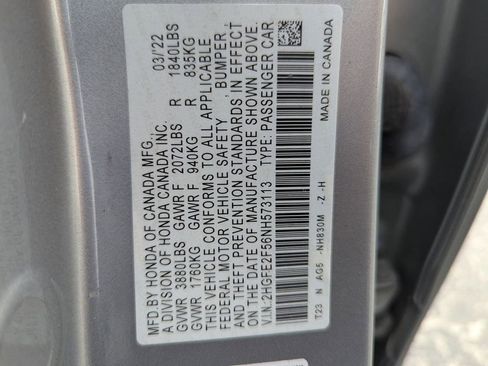 MFD.BY HONDA OF CANADA MFG., 03/'22
A DIVISION OF HONDA CANADA INC.
GVWR 3880LBS GAWR F 2072LBS R 1840LBS
GVWR 1760KG GAWR F 940KG R 835KG
THIS VEHICLE CONFORMS TO ALL APPLICABLE
FEDERAL MOTOR VEHICLE SAFETY, BUMPER,
AND THEFT PREVENTION STANDARDS IN EFFECT
ON THE DATE OF MANUFACTURE SHOWN ABOVE.
V.I.N.:2HGFE2F56NH573113 TYPE: PASSENGER CAR
T23 N AG5 -NH830M -Z -H MADE IN CANADA